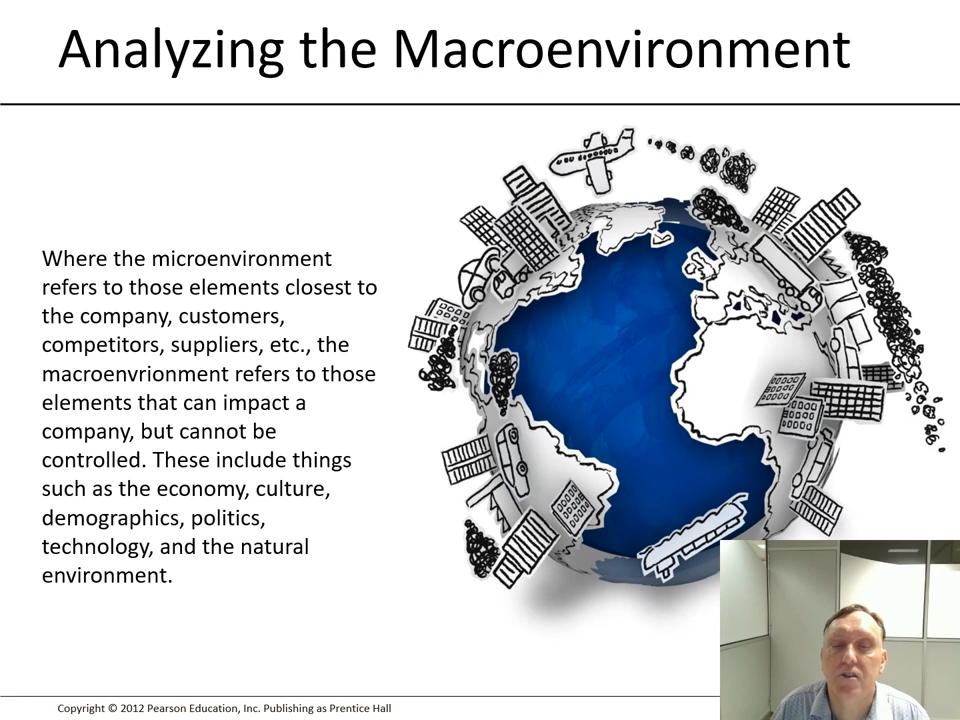 Analyzing the Macroenvironment
Where the microenvironment
refers to those elements closest to
the company, customers,
competitors, suppliers, etc., the
macroenvrionment refers to those
elements that can impact a
company, but cannot be
controlled. These include things
such as the economy, culture,
demographics, politics,
technology, and the natural
environment.
Copyright © 2012 Pearson Education, Inc. Publishing as Prentice Hall